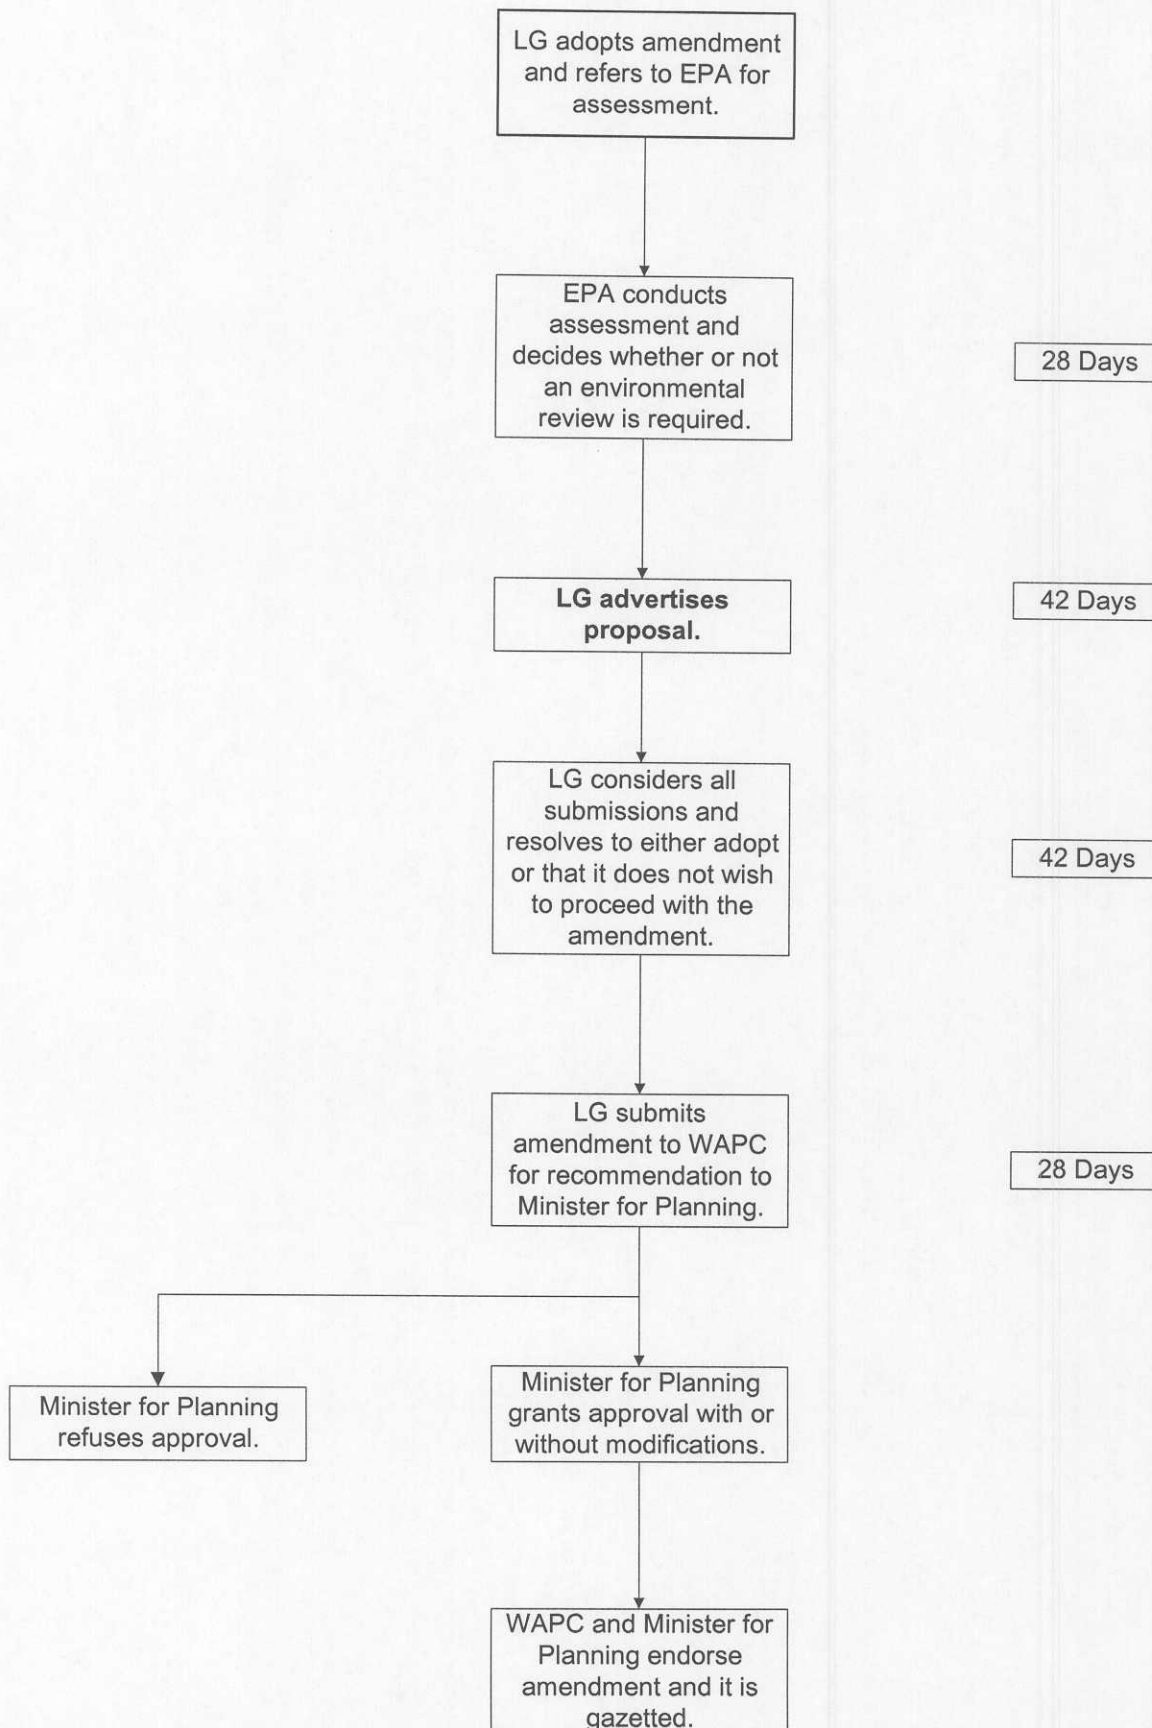 LG adopts amendment
and refers to EPA for
assessment.
EPA conducts
assessment and
decides whether or not
an environmental
review is required.
28 Days
LG advertises
proposal.
42 Days
LG considers all
submissions and
resolves to either adopt
or that it does not wish
to proceed with the
amendment.
42 Days
LG submits
amendment to WAPC
for recommendation to
Minister for Planning.
28 Days
Minister for Planning
refuses approval.
Minister for Planning
grants approval with or
without modifications.
WAPC and Minister for
Planning endorse
amendment and it is
gazetted.